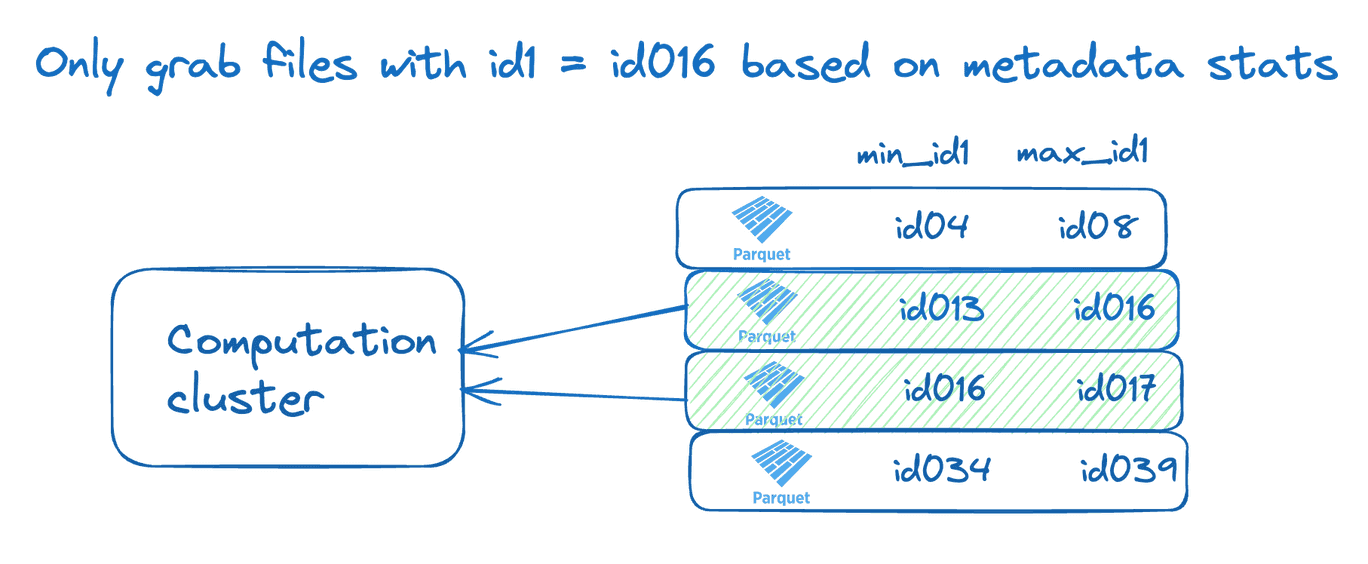 Only grab files with id1 = id016 based on metadata stats
min_id1 max_id1
Parquet id04 id08
Computation cluster
Parquet id013 id016
Parquet id016 id017
Parquet id034 id039